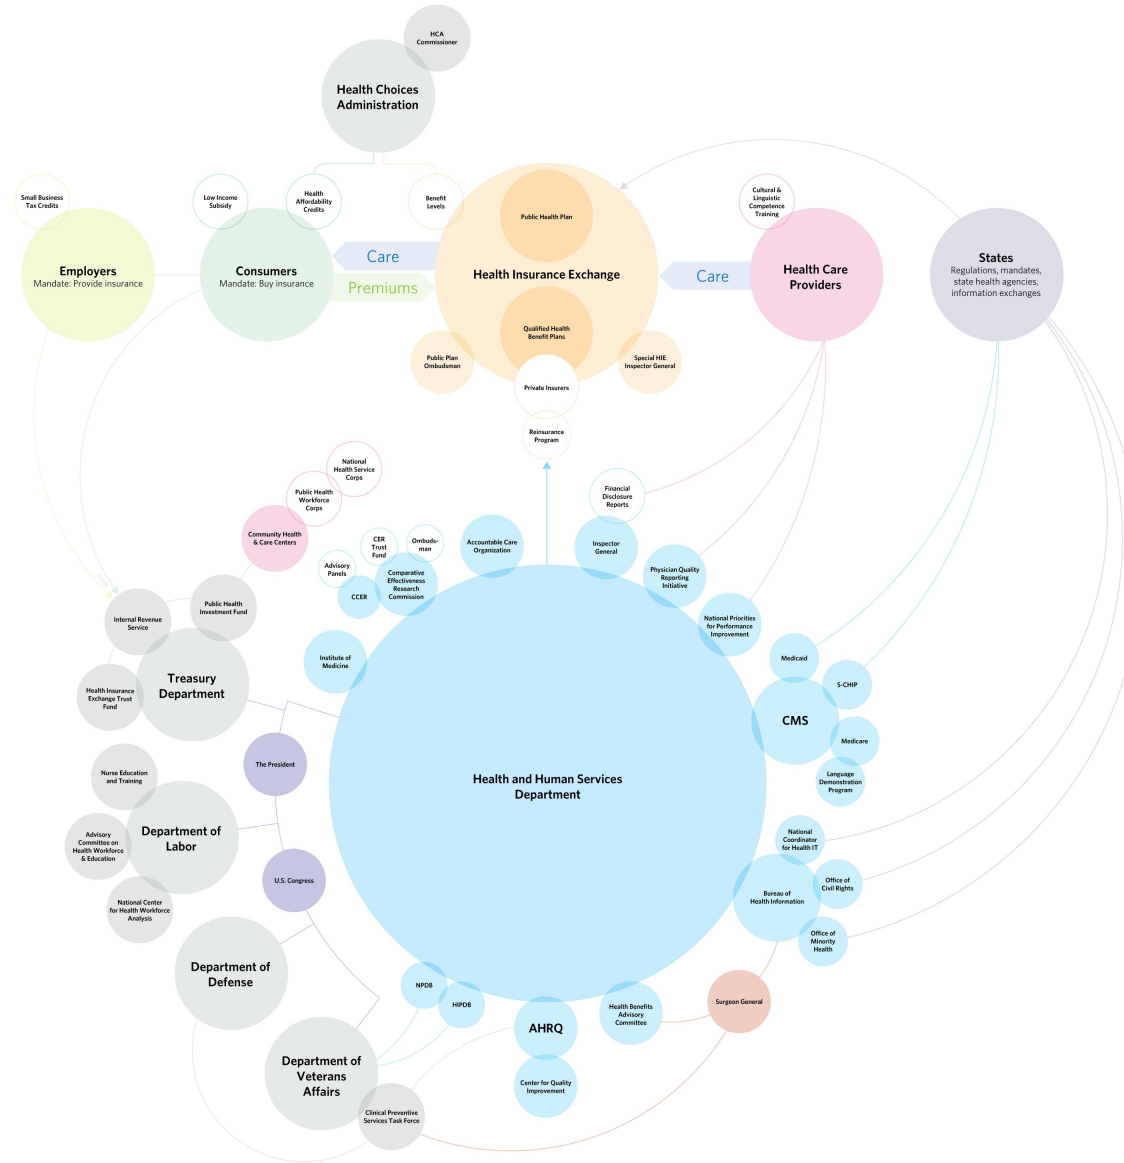 HCA
Commissioner
Health Choices
Administration
Small Business
Tax Credits
Low Income
Subsidy
Health
Affordability
Credits
Benefit
Levels
Public Health Plan
Cultural &
Linguistic
Competence
Training
Employers
Mandate: Provide insurance
Consumers
Mandate: Buy insurance
Care
Premiums
Health Insurance Exchange
Care
Health Care
Providers
States
Regulations, mandates,
state health agencies,
information exchanges
Qualified Health
Benefit Plans
Public Plan
Ombudsman
Special HIE
Inspector General
Private Insurers
Reinsurance
Program
National
Health Service
Corps
Public Health
Workforce
Corps
Community Health
& Care Centers
Financial
Disclosure
Reports
Accountable Care
Organization
Inspector
General
Ombuds-
man
CER
Trust
Fund
Advisory
Panels
CCER
Comparative
Effectiveness
Research
Commission
Physician Quality
Reporting
Initiative
National Priorities
for Performance
Improvement
Public Health
Investment Fund
Internal Revenue
Service
Treasury
Department
Health Insurance
Exchange Trust
Fund
Institute of
Medicine
Medicaid
S-CHIP
CMS
Medicare
Language
Demonstration
Program
The President
Health and Human Services
Department
Nurse Education
and Training
Department of
Labor
Advisory
Committee on
Health Workforce
& Education
National Center
for Health Workforce
Analysis
U.S. Congress
National
Coordinator
for Health IT
Bureau of
Health Information
Office of
Civil Rights
Office of
Minority
Health
Department of
Defense
NPDB
HIPDB
Health Benefits
Advisory
Committee
Surgeon General
AHRQ
Center for Quality
Improvement
Department of
Veterans
Affairs
Clinical Preventive
Services Task Force